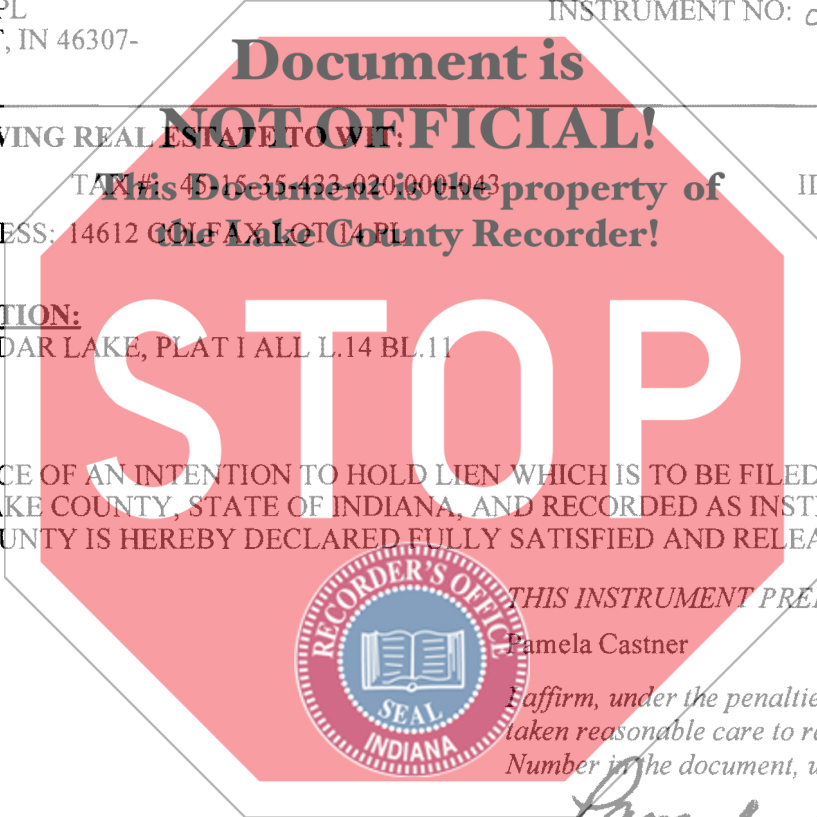 PL
INSTRUMENT NO:
, IN 46307-
Document is
NOT OFFICIAL!
WING REAL ESTATE TO WIT:
This Document is the property of
TAX #: 45-15-35-433-020.000-043
the Lake County Recorder!
ESS: 14612 COLFAX LOT 14 PL
TION:
DAR LAKE, PLAT I ALL L.14 BL.11
STOP
CE OF AN INTENTION TO HOLD LIEN WHICH IS TO BE FILED
AKE COUNTY, STATE OF INDIANA, AND RECORDED AS INST
UNTY IS HEREBY DECLARED FULLY SATISFIED AND RELEA
RECORDER'S OFFICE
SEAL
INDIANA
THIS INSTRUMENT PREP
Pamela Castner
I affirm, under the penaltie
taken reasonable care to re
Number in the document, u